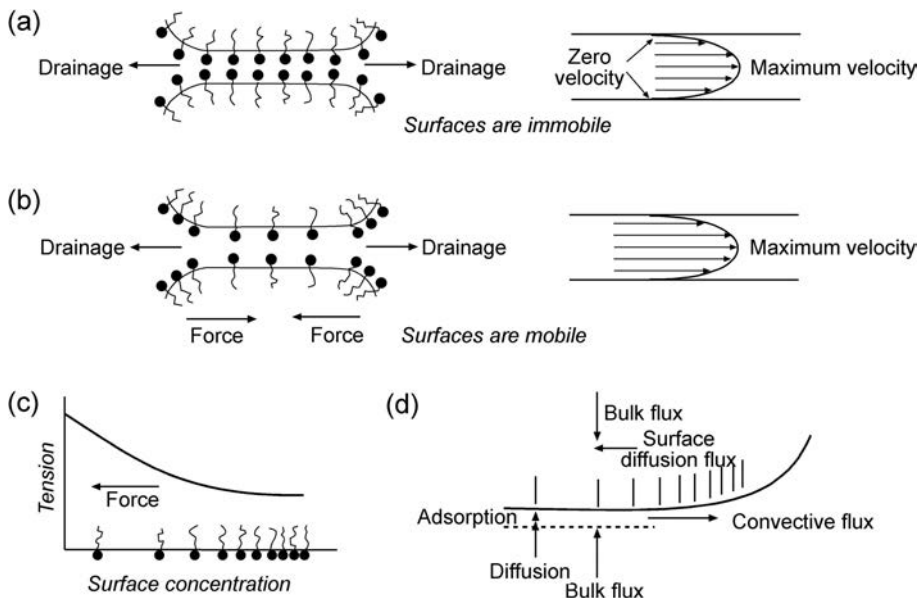 (a)
Drainage
Drainage
Surfaces are immobile
Zero
velocity
Maximum velocity
(b)
Drainage
Drainage
Force
Force
Surfaces are mobile
Maximum velocity
(c)
Tension
Force
Surface concentration
(d)
Bulk flux
Surface
diffusion flux
Adsorption
Convective flux
Diffusion
Bulk flux